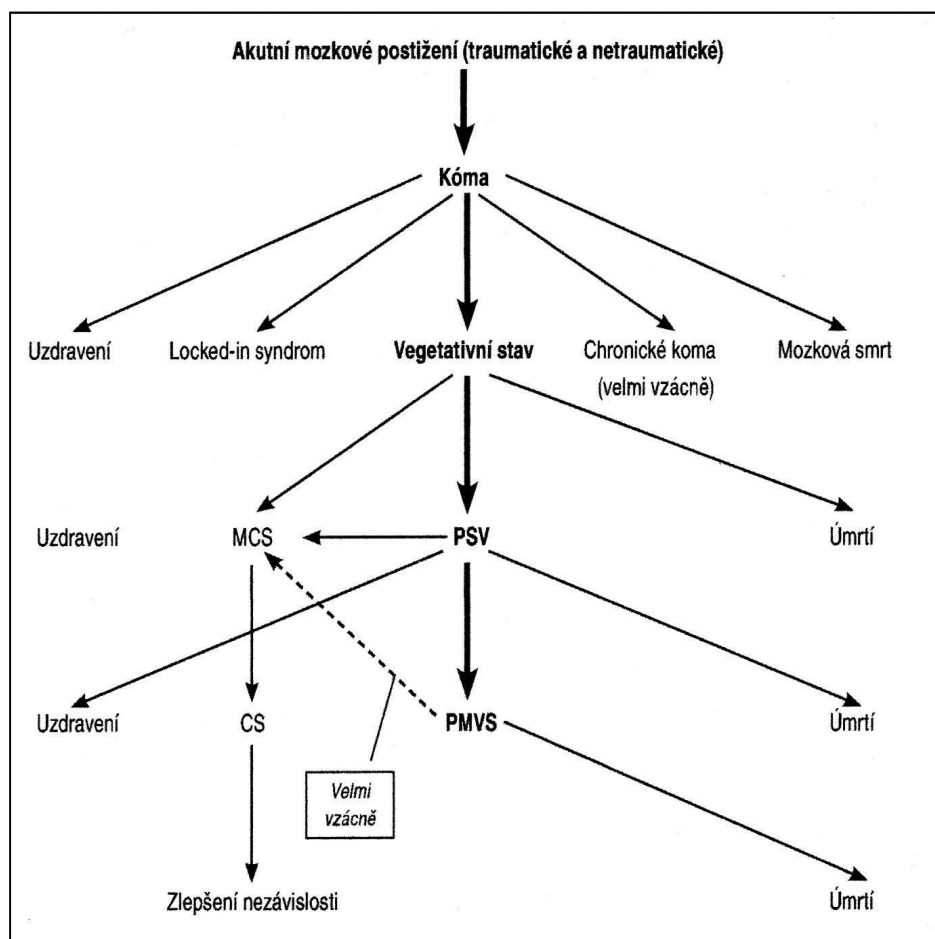 Akutní mozkové postižení (traumatické a netraumatické)
Kóma
Uzdravení
Locked-in syndrom
Vegetativní stav
Chronické koma
(velmi vzácně)
Mozková smrt
Uzdravení
MCS
PSV
Úmrtí
Uzdravení
CS
PMVS
Úmrtí
Velmi
vzácně
Zlepšení nezávislosti
Úmrtí